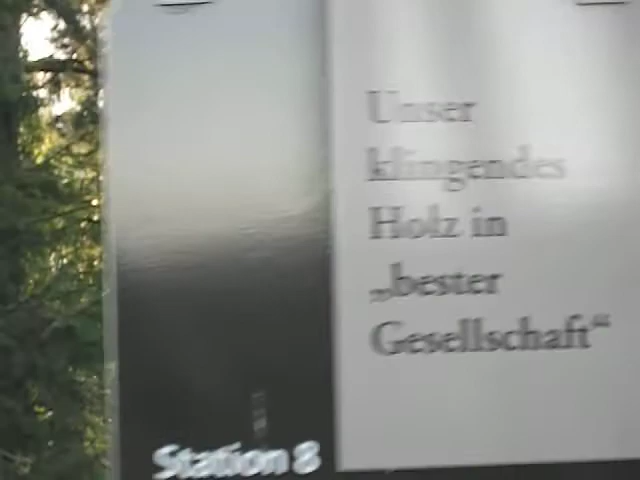 Unser
klingendes
Holz in
„bester
Gesellschaft“
Station 8